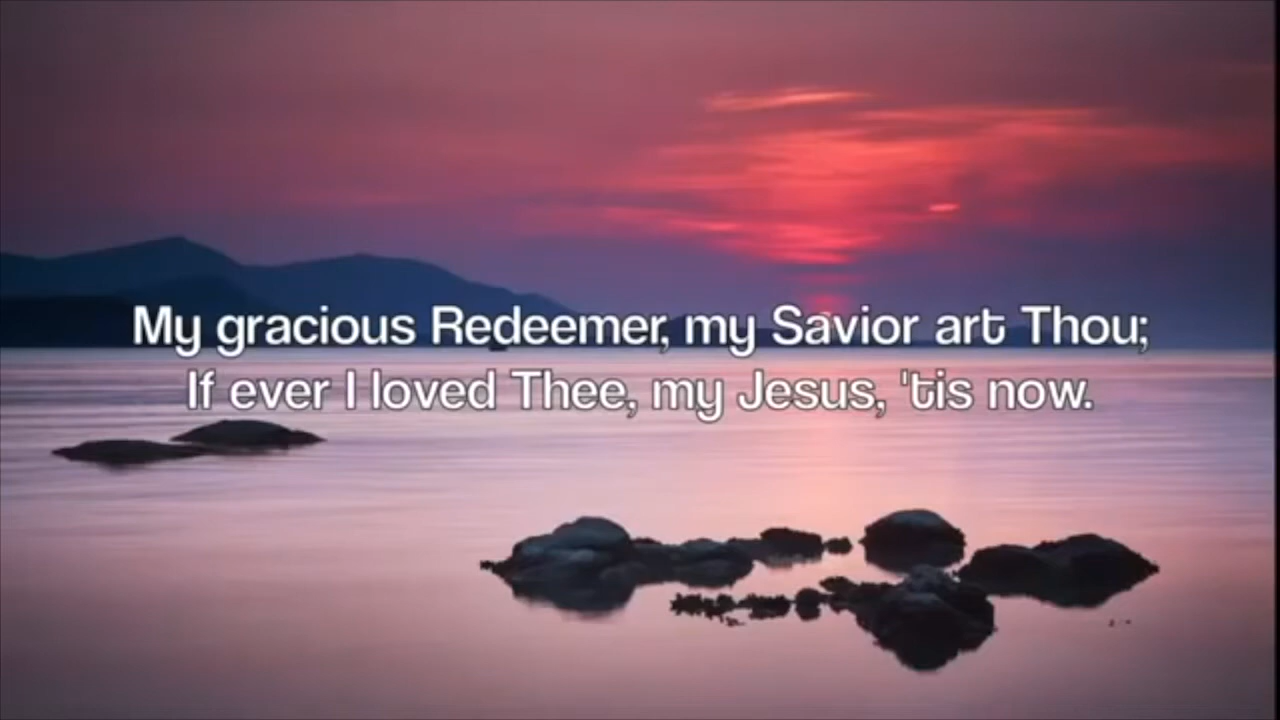 My gracious Redeemer, my Savior art Thou;
If ever I loved Thee, my Jesus, 'tis now.